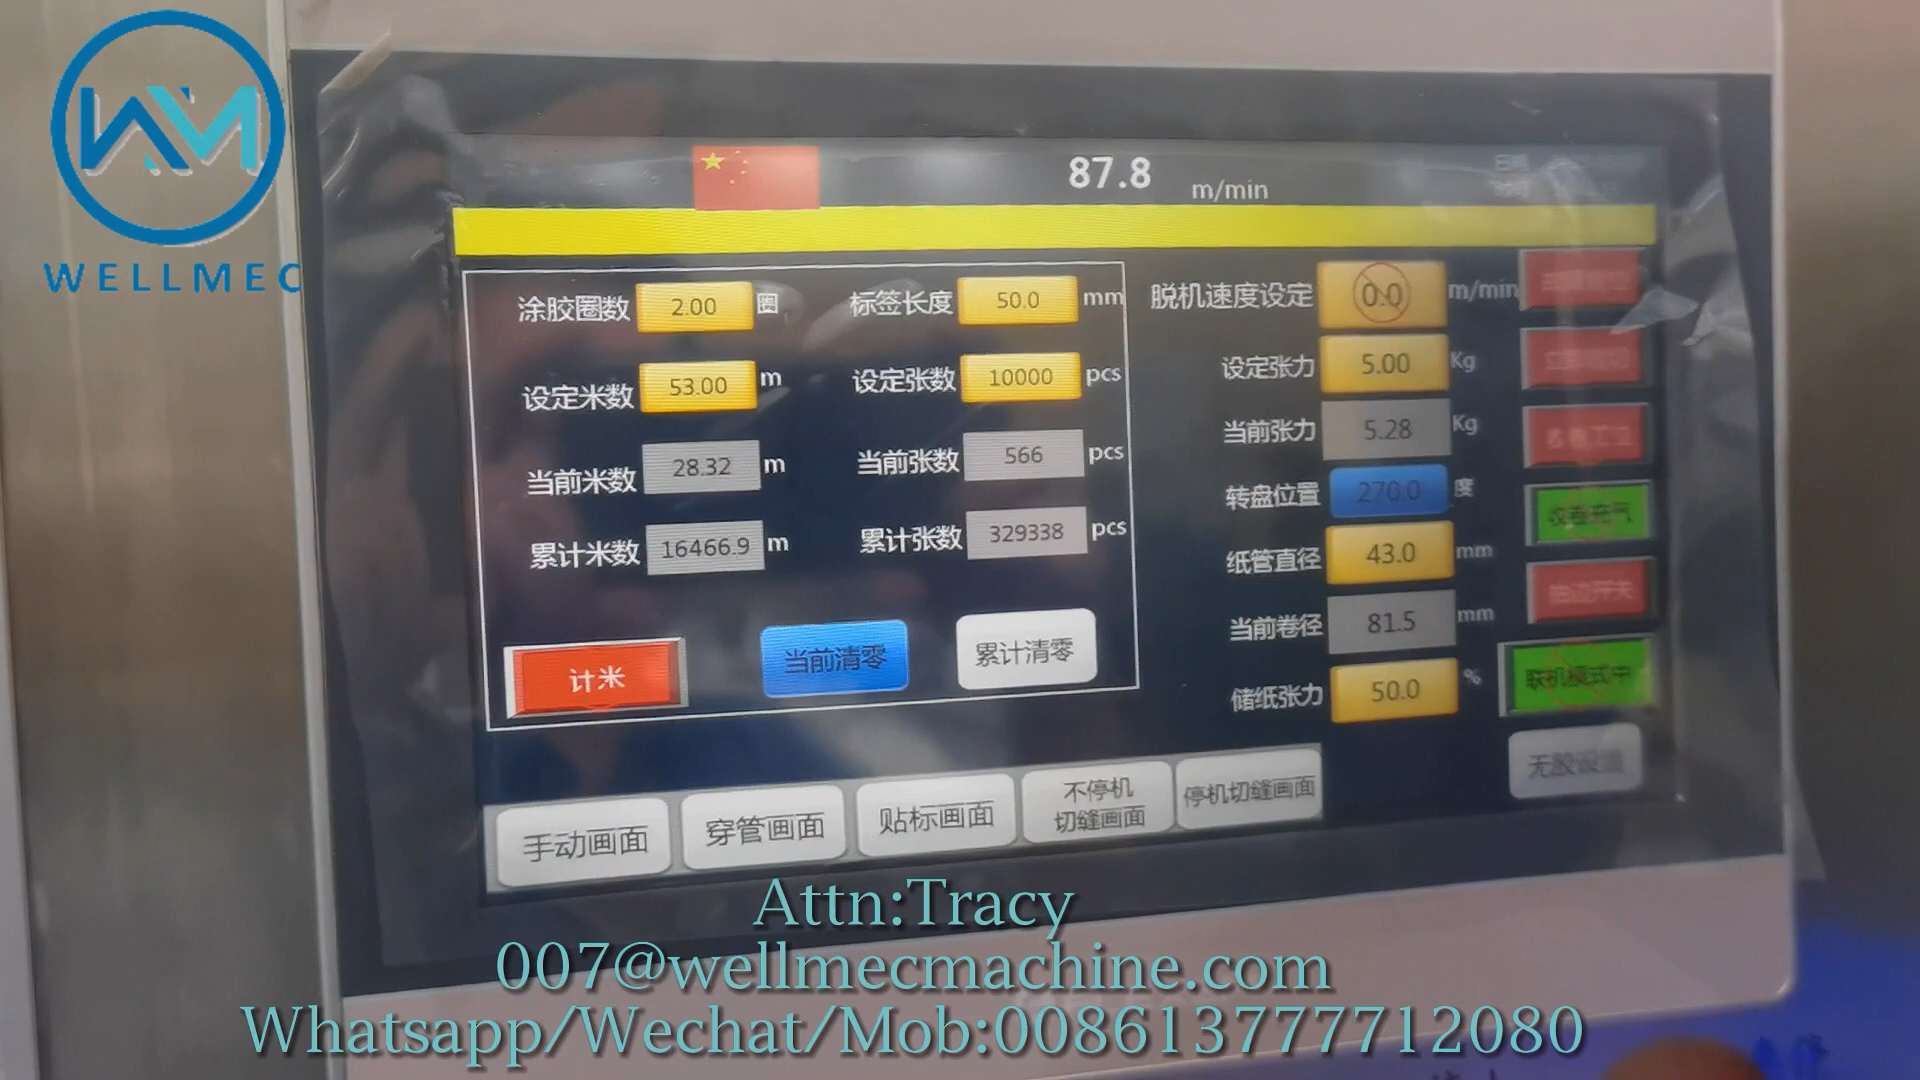 WELLMEC
87.8 m/min
涂胶圈数 2.00 圈 标签长度 50.0 mm 脱机速度设定 0.0 m/min
设定米数 53.00 m 设定张数 10000 pcs 设定张力 5.00 Kg
当前米数 28.32 m 当前张数 566 pcs 当前张力 5.28 Kg
转盘位置 270.0 度 收卷充气
累计米数 16466.9 m 累计张数 329338 pcs 纸管直径 43.0 mm
当前卷径 81.5 mm
计米 当前清零 累计清零 储纸张力 50.0 % 联机模式中
手动画面 穿管画面 贴标画面 不停机 切缝画面 停机切缝画面 无胶设置
Attn:Tracy
007@wellmecmachine.com
Whatsapp/Wechat/Mob:008613777712080